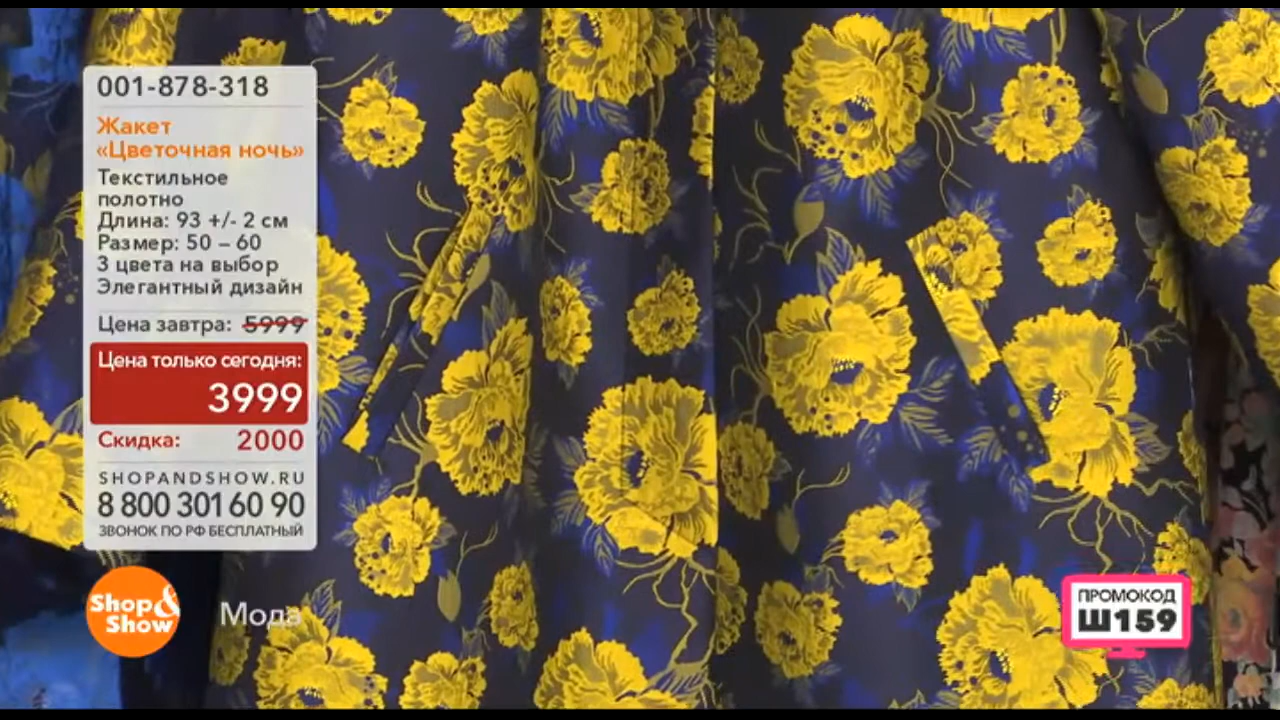 001-878-318
Жакет
«Цветочная ночь»
Текстильное
полотно
Длина: 93 +/- 2 см
Размер: 50 – 60
3 цвета на выбор
Элегантный дизайн
Цена завтра: 5999
Цена только сегодня:
3999
Скидка: 2000
SHOPANDSHOW.RU
8 800 301 60 90
ЗВОНОК ПО РФ БЕСПЛАТНЫЙ
Shop&
Show
Мода
ПРОМОКОД
Ш159